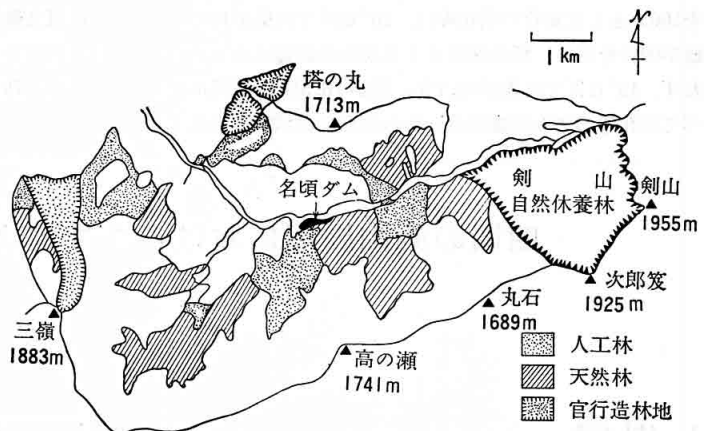 N
1 km
塔の丸
1713m
名頃ダム
剣山
自然休養林
剣山
1955m
次郎笈
1925m
丸石
1689m
三嶺
1883m
高の瀬
1741m
人工林
天然林
官行造林地